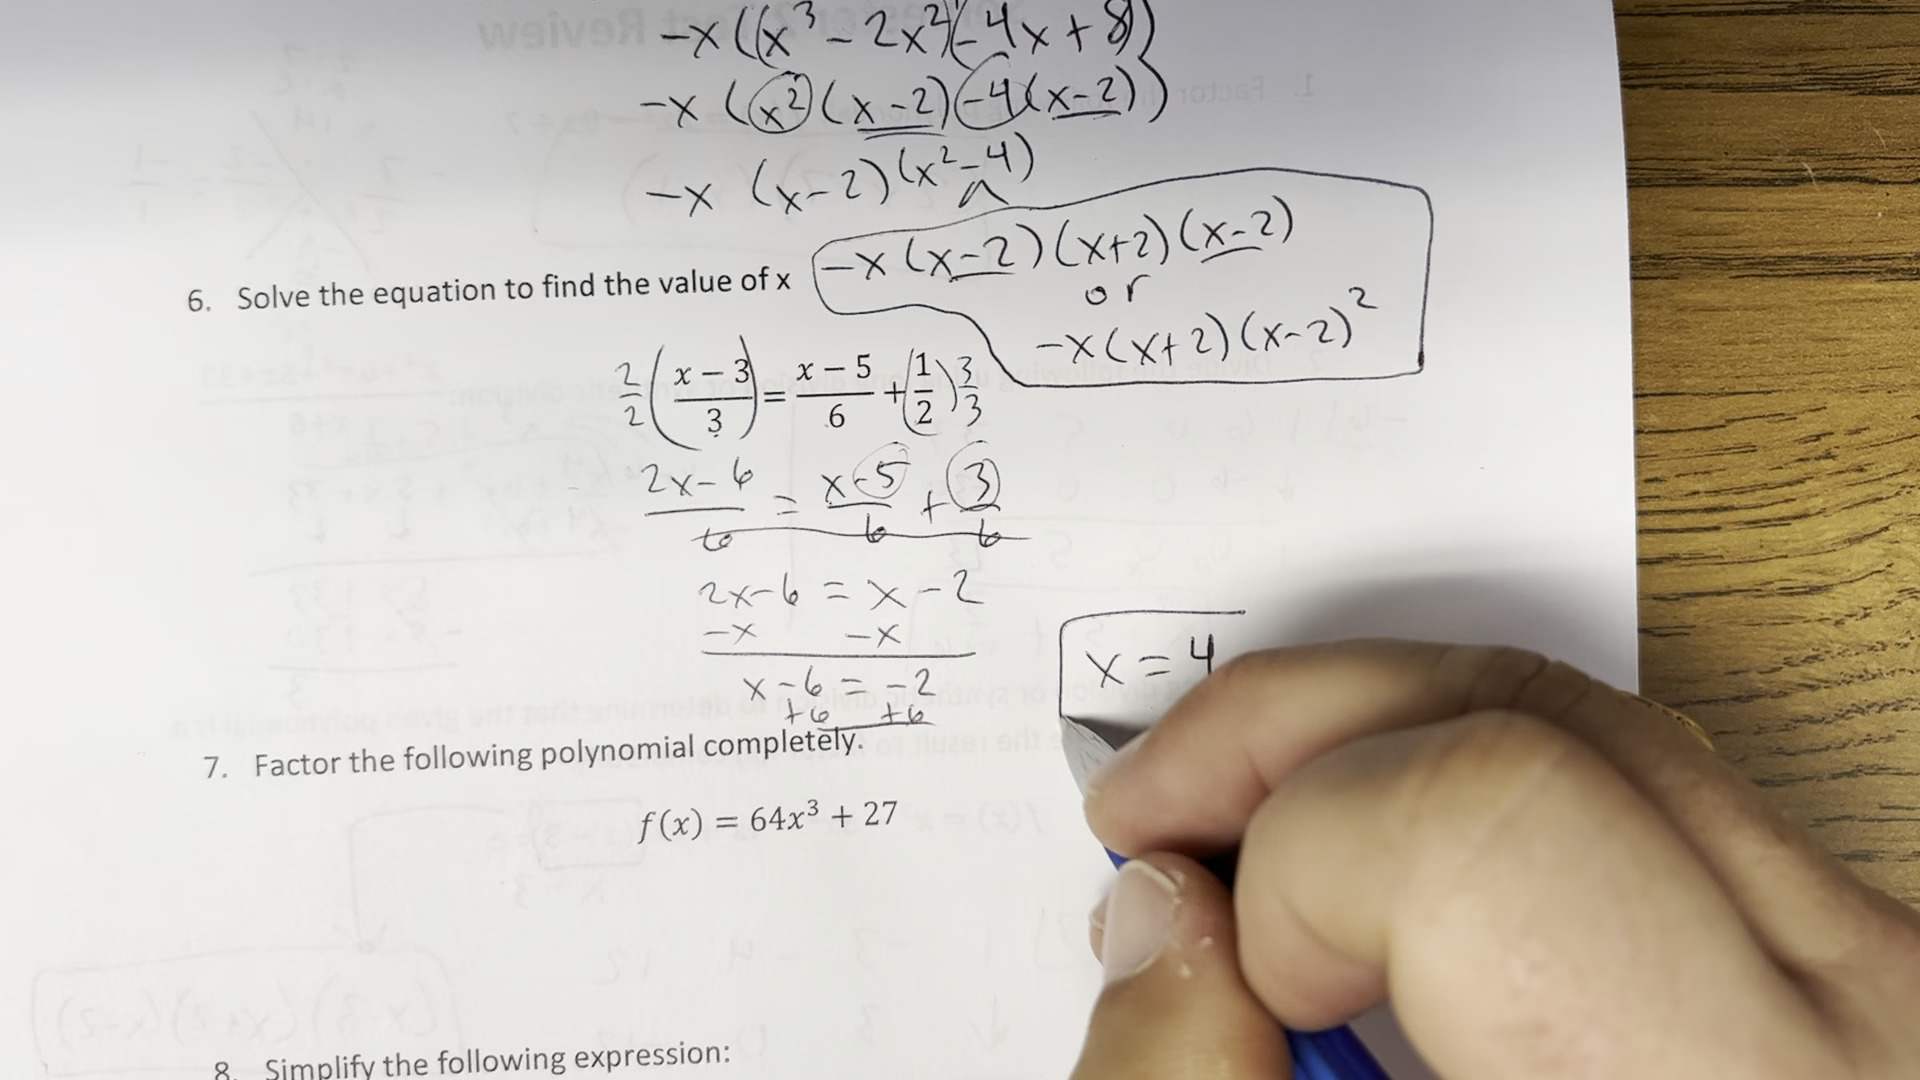 -x((x³ - 2x²)(-4x + 8))
-x (x²(x-2) -4(x-2))
-x (x-2)(x²-4)
-x (x-2)(x+2)(x-2)
or
-x(x+2)(x-2)²
6. Solve the equation to find the value of x
2/2 ((x - 3)/3) = (x - 5)/6 + (1/2) 3/3
(2x-6)/6 = (x-5)/6 + 3/6
2x-6 = x-2
-x -x
x-6 = -2
+6 +6
x = 4
7. Factor the following polynomial completely.
f(x) = 64x³ + 27
8. Simplify the following expression: